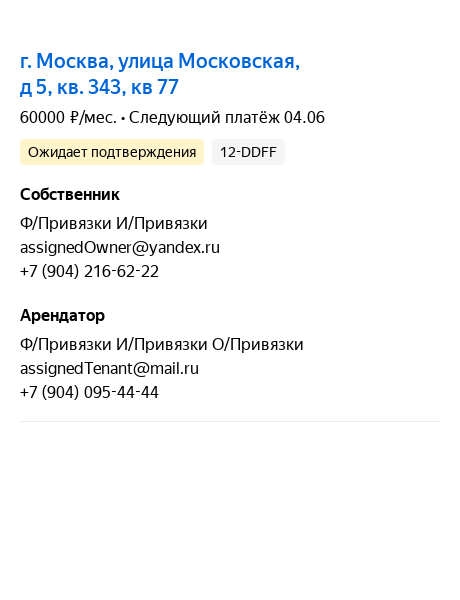 г. Москва, улица Московская,
д 5, кв. 343, кв 77
60000 ₽/мес. • Следующий платёж 04.06
Ожидает подтверждения 12-DDFF
Собственник
Ф/Привязки И/Привязки
assignedOwner@yandex.ru
+7 (904) 216-62-22
Арендатор
Ф/Привязки И/Привязки О/Привязки
assignedTenant@mail.ru
+7 (904) 095-44-44